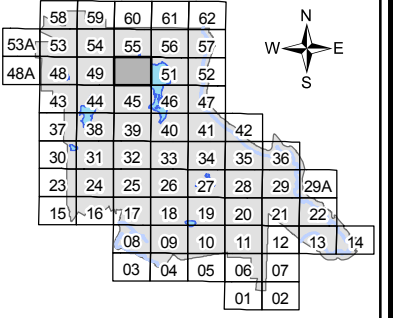 58 59 60 61 62
N
53A 53 54 55 56 57
W E
48A 48 49 51 52
S
43 44 45 46 47
37 38 39 40 41 42
30 31 32 33 34 35 36
23 24 25 26 27 28 29 29A
15 16 17 18 19 20 21 22
08 09 10 11 12 13 14
03 04 05 06 07
01 02